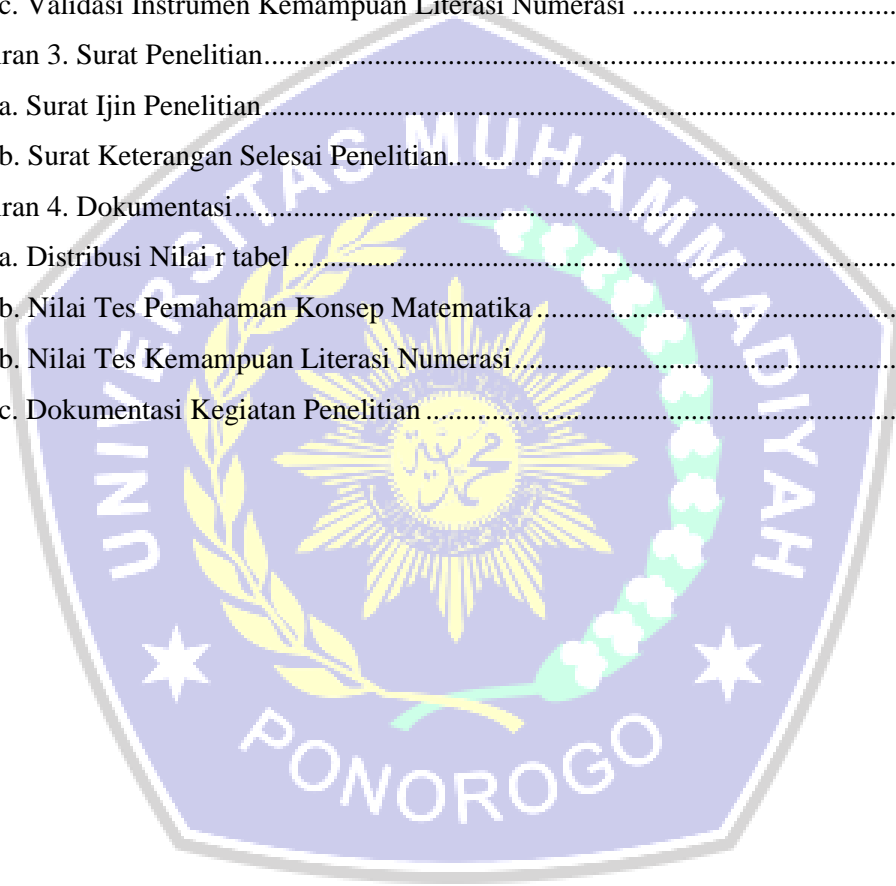 c. Validasi Instrumen Kemampuan Literasi Numerasi ....................................
ran 3. Surat Penelitian....................................................................................
a. Surat Ijin Penelitian....................................................................................
b. Surat Keterangan Selesai Penelitian..........................................................
ran 4. Dokumentasi........................................................................................
a. Distribusi Nilai r tabel................................................................................
b. Nilai Tes Pemahaman Konsep Matematika...............................................
b. Nilai Tes Kemampuan Literasi Numerasi..................................................
c. Dokumentasi Kegiatan Penelitian..............................................................
UNIVERSITAS MUHAMMADIYAH
PONOROGO